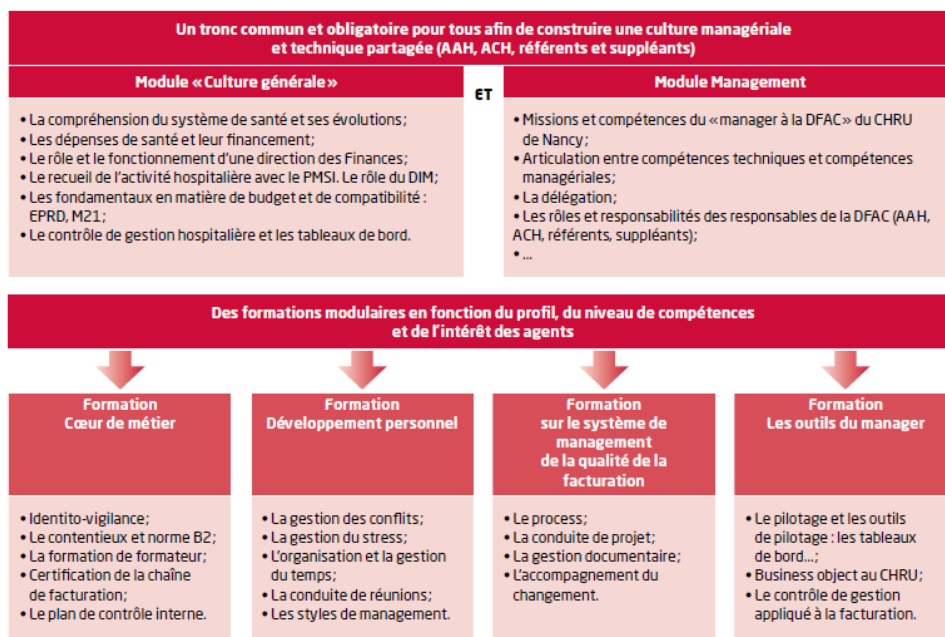 Un tronc commun et obligatoire pour tous afin de construire une culture managériale
et technique partagée (AAH, ACH, référents et suppléants)
Module «Culture générale»
• La compréhension du système de santé et ses évolutions;
• Les dépenses de santé et leur financement;
• Le rôle et le fonctionnement d'une direction des Finances;
• Le recueil de l'activité hospitalière avec le PMSI. Le rôle du DIM;
• Les fondamentaux en matière de budget et de compatibilité :
EPRD, M21;
• Le contrôle de gestion hospitalière et les tableaux de bord.
ET
Module Management
• Missions et compétences du «manager à la DFAC» du CHRU
de Nancy;
• Articulation entre compétences techniques et compétences
managériales;
• La délégation;
• Les rôles et responsabilités des responsables de la DFAC (AAH,
ACH, référents, suppléants);
• ...
Des formations modulaires en fonction du profil, du niveau de compétences
et de l'intérêt des agents
Formation
Cœur de métier
• Identito-vigilance;
• Le contentieux et norme B2;
• La formation de formateur;
• Certification de la chaîne
de facturation;
• Le plan de contrôle interne.
Formation
Développement personnel
• La gestion des conflits;
• La gestion du stress;
• L'organisation et la gestion
du temps;
• La conduite de réunions;
• Les styles de management.
Formation
sur le système de
management
de la qualité de la
facturation
• Le process;
• La conduite de projet;
• La gestion documentaire;
• L'accompagnement du
changement.
Formation
Les outils du manager
• Le pilotage et les outils
de pilotage : les tableaux
de bord...;
• Business object au CHRU;
• Le contrôle de gestion
appliqué à la facturation.